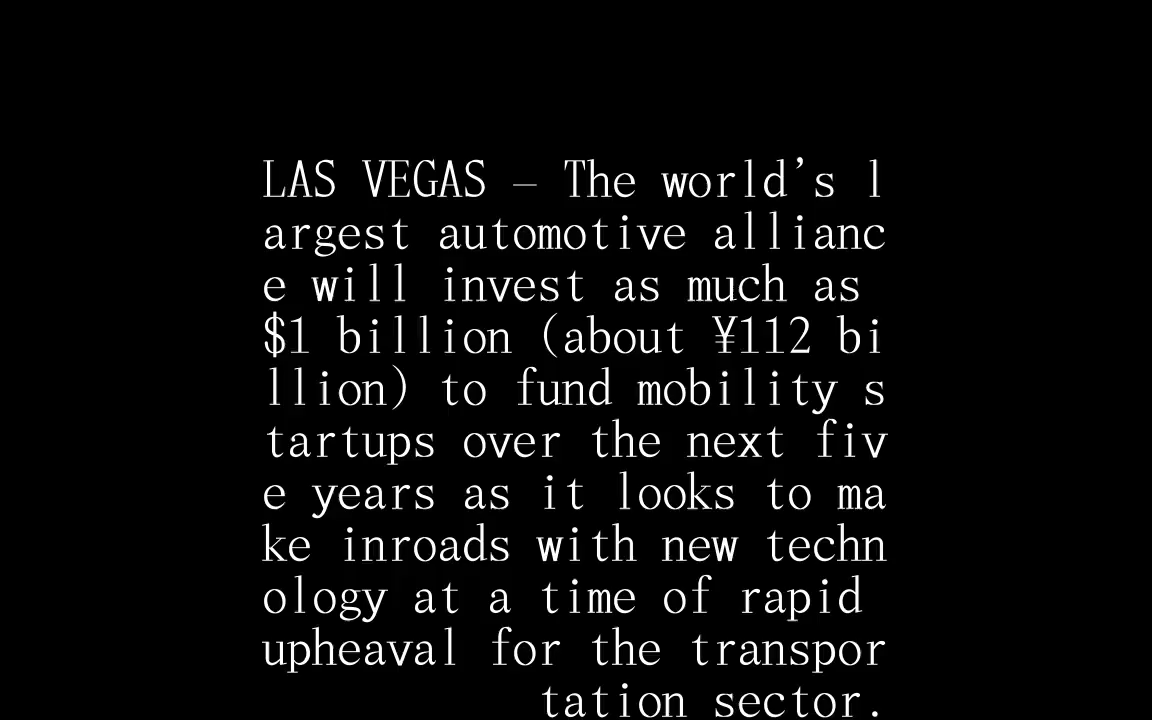 LAS VEGAS – The world’s l
argest automotive allianc
e will invest as much as
$1 billion (about ¥112 bi
llion) to fund mobility s
tartups over the next fiv
e years as it looks to ma
ke inroads with new techn
ology at a time of rapid
upheaval for the transpor
tation sector.